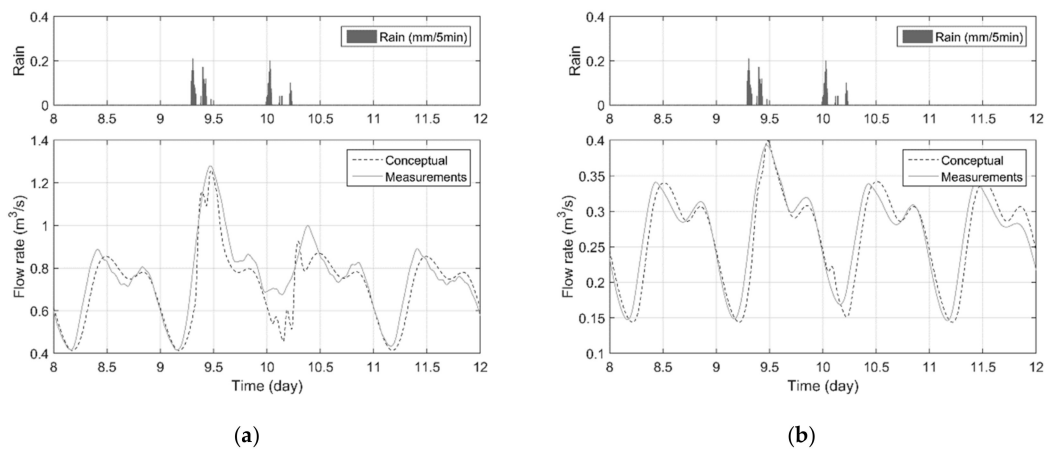 0.4
0.2
0
Rain
Rain (mm/5min)
8 8.5 9 9.5 10 10.5 11 11.5 12
1.4
1.2
1
0.8
0.6
0.4
Flow rate (m³/s)
Conceptual
Measurements
8 8.5 9 9.5 10 10.5 11 11.5 12
Time (day)
(a)
0.4
0.2
0
Rain
Rain (mm/5min)
8 8.5 9 9.5 10 10.5 11 11.5 12
0.4
0.35
0.3
0.25
0.2
0.15
0.1
Flow rate (m³/s)
Conceptual
Measurements
8 8.5 9 9.5 10 10.5 11 11.5 12
Time (day)
(b)